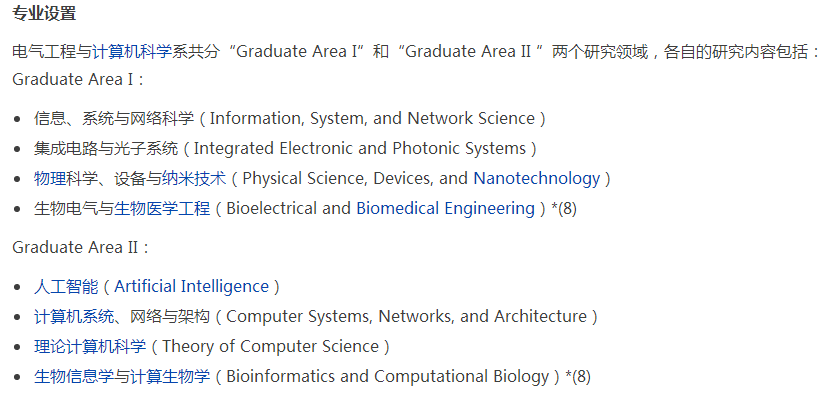 专业设置
电气工程与计算机科学系共分“Graduate Area I”和“Graduate Area II ”两个研究领域，各自的研究内容包括：
Graduate Area I：
信息、系统与网络科学（Information, System, and Network Science）
集成电路与光子系统（Integrated Electronic and Photonic Systems）
物理科学、设备与纳米技术（Physical Science, Devices, and Nanotechnology）
生物电气与生物医学工程（Bioelectrical and Biomedical Engineering）*(8)
Graduate Area II：
人工智能（Artificial Intelligence）
计算机系统、网络与架构（Computer Systems, Networks, and Architecture）
理论计算机科学（Theory of Computer Science）
生物信息学与计算生物学（Bioinformatics and Computational Biology）*(8)